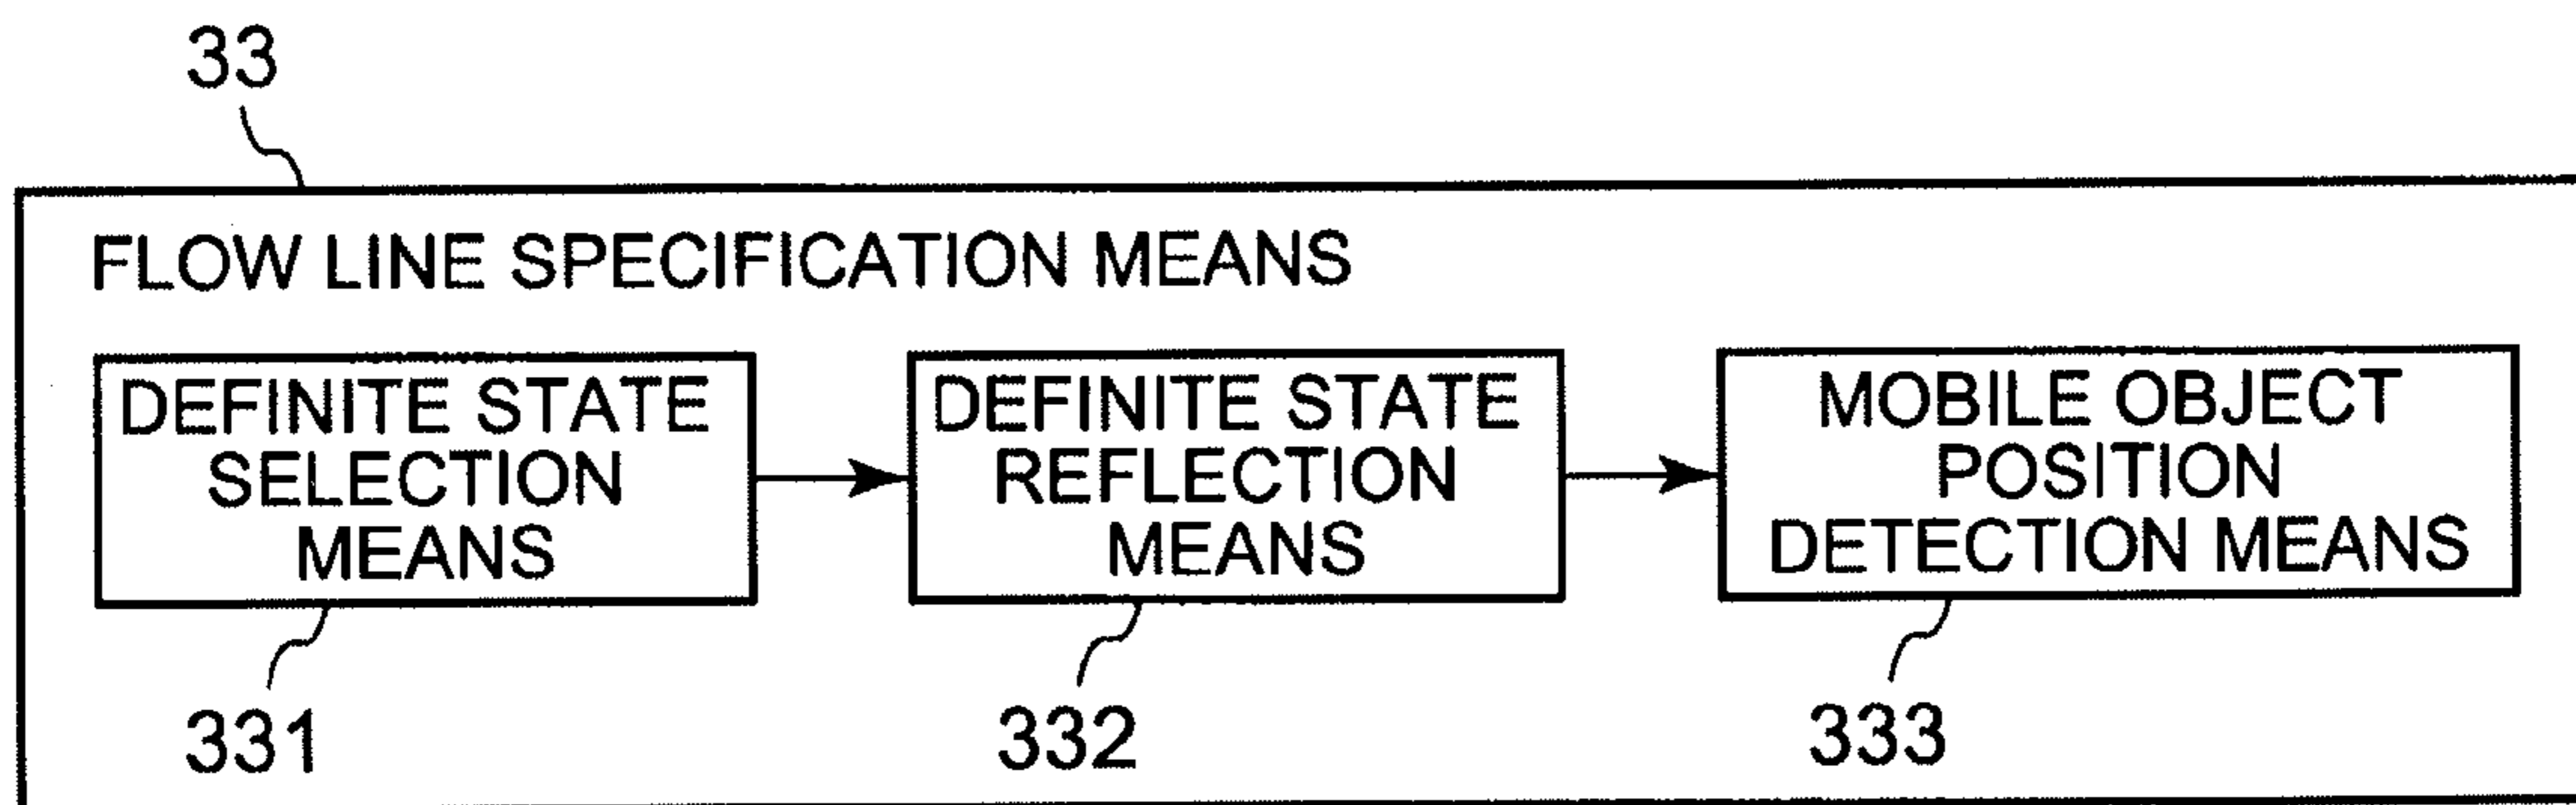 33
FLOW LINE SPECIFICATION MEANS
DEFINITE STATE
SELECTION
MEANS
DEFINITE STATE
REFLECTION
MEANS
MOBILE OBJECT
POSITION
DETECTION MEANS
331
332
333